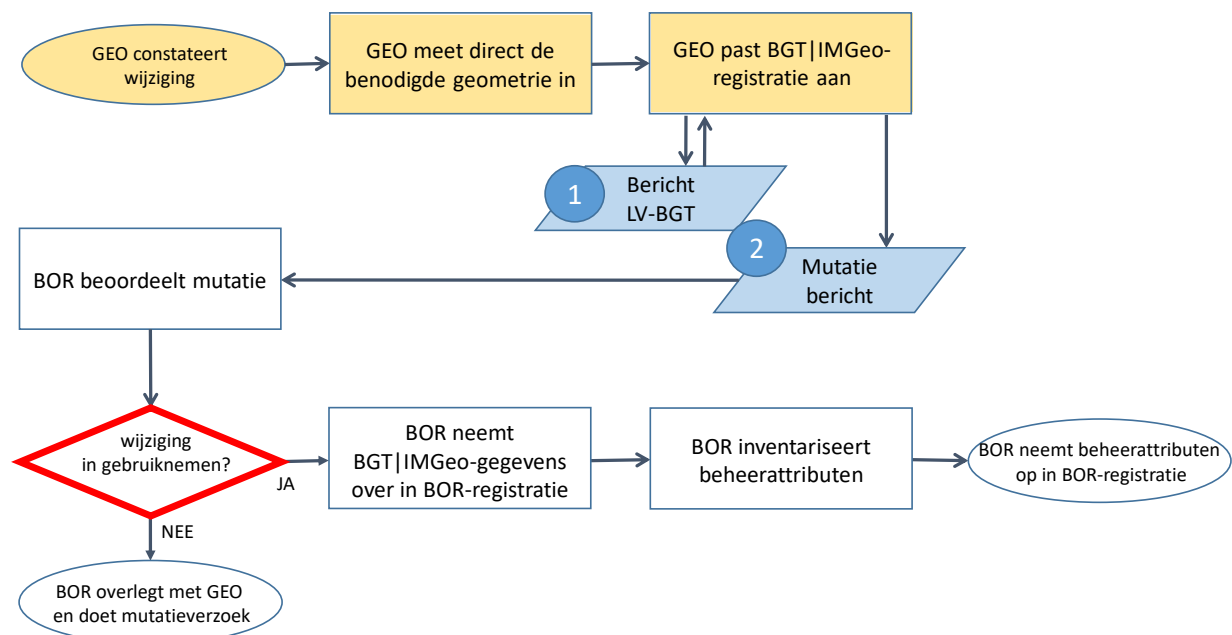 GEO constateert
wijziging
GEO meet direct de
benodigde geometrie in
GEO past BGT|IMGeo-
registratie aan
1
Bericht
LV-BGT
2
Mutatie
bericht
BOR beoordeelt mutatie
wijziging
in gebruiknemen?
JA
NEE
BOR neemt
BGT|IMGeo-gegevens
over in BOR-registratie
BOR inventariseert
beheerattributen
BOR neemt beheerattributen
op in BOR-registratie
BOR overlegt met GEO
en doet mutatieverzoek